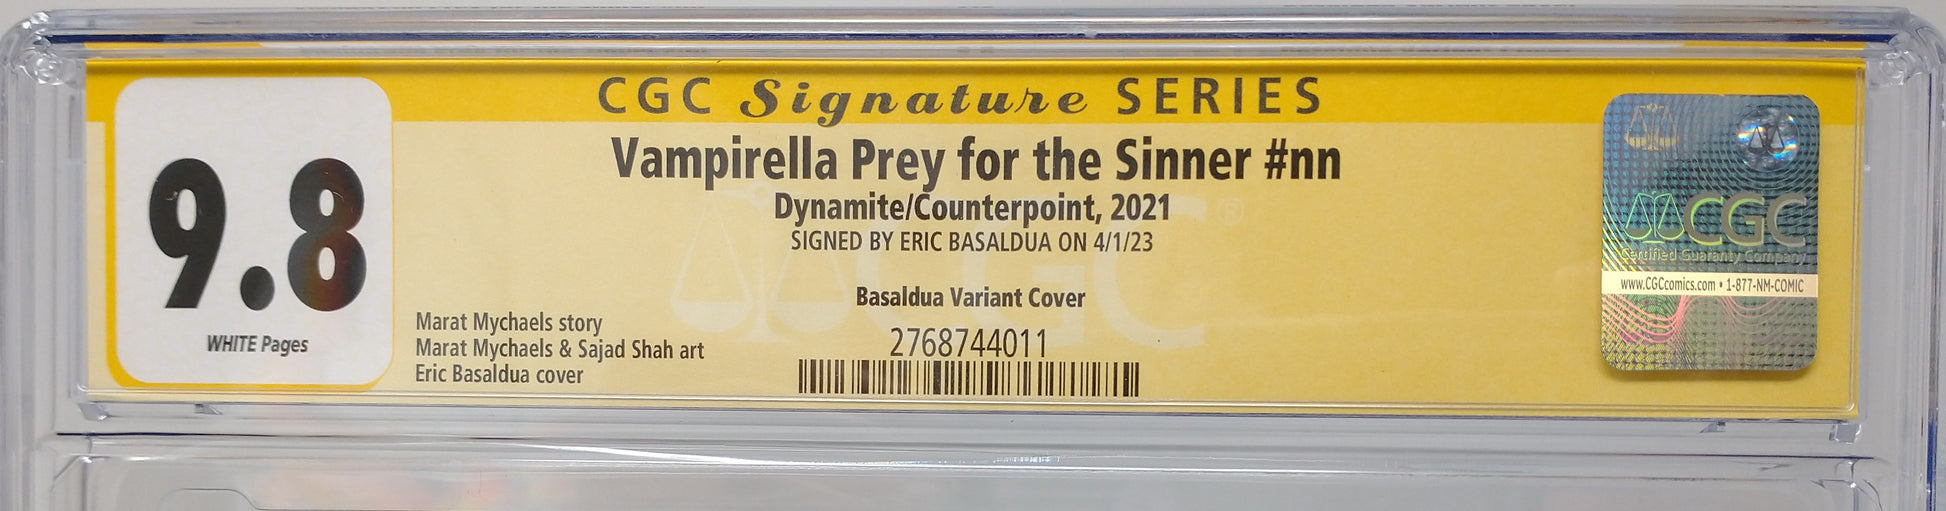 CGC Signature SERIES
Vampirella Prey for the Sinner #nn
Dynamite/Counterpoint, 2021
SIGNED BY ERIC BASALDUA ON 4/1/23
Basaldua Variant Cover
9.8
WHITE Pages
Marat Mychaels story
Marat Mychaels & Sajad Shah art
Eric Basaldua cover
2768744011
CGC
Certified Guaranty Company
www.CGCcomics.com • 1-877-NM-COMIC
CGC ®